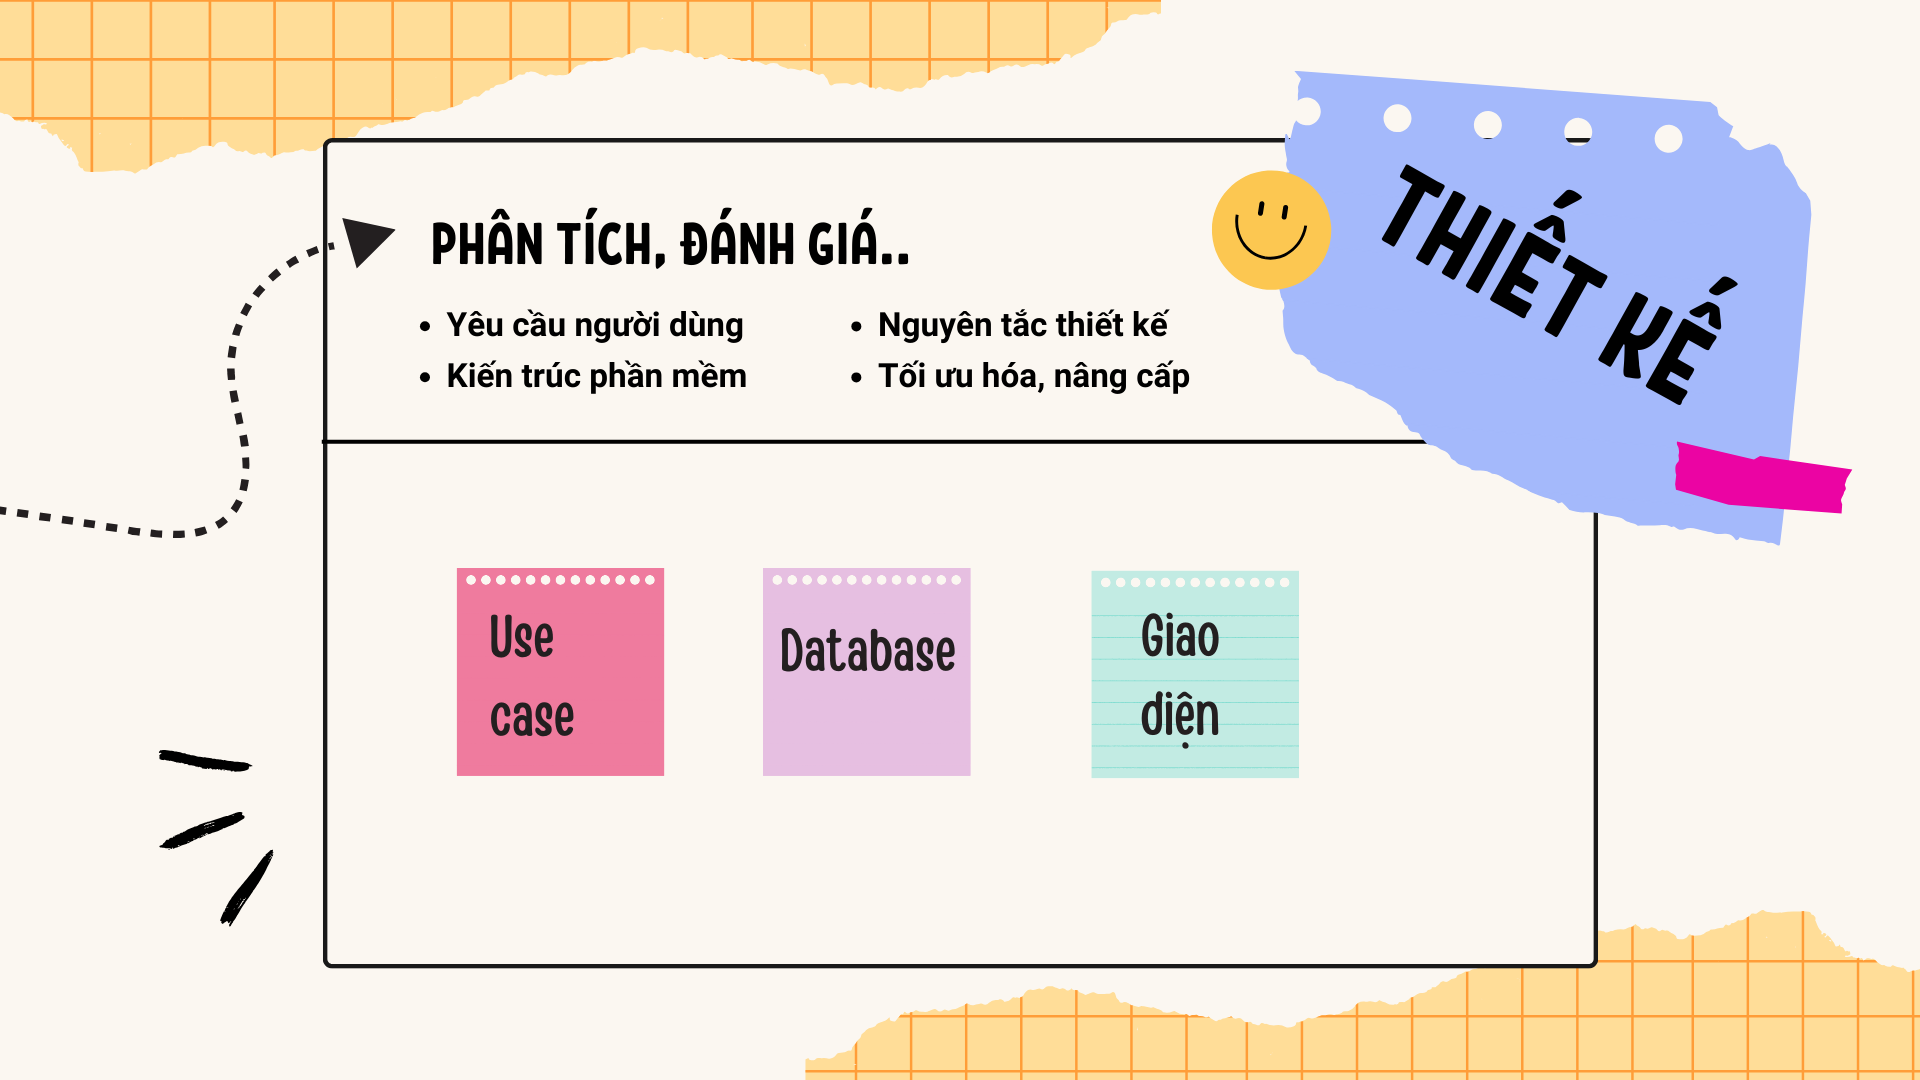 THIẾT KẾ
PHÂN TÍCH, ĐÁNH GIÁ..
• Yêu cầu người dùng
• Kiến trúc phần mềm
• Nguyên tắc thiết kế
• Tối ưu hóa, nâng cấp
Use
case
Database
Giao
diện